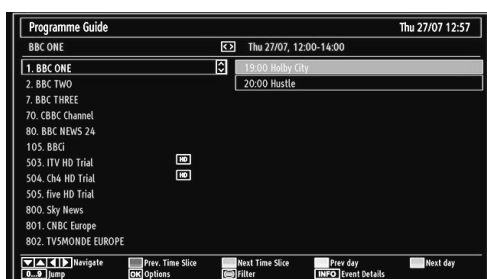 Programme Guide Thu 27/07 12:57
BBC ONE Thu 27/07, 12:00-14:00
1. BBC ONE 19:00 Holby City
2. BBC TWO 20:00 Hustle
7. BBC THREE
70. CBBC Channel
80. BBC NEWS 24
105. BBCi
503. ITV HD Trial HD
504. Ch4 HD Trial HD
505. five HD Trial
800. Sky News
801. CNBC Europe
802. TV5MONDE EUROPE
Navigate Prev. Time Slice Next Time Slice Prev day Next day
0...9 Jump OK Options Filter INFO Event Details